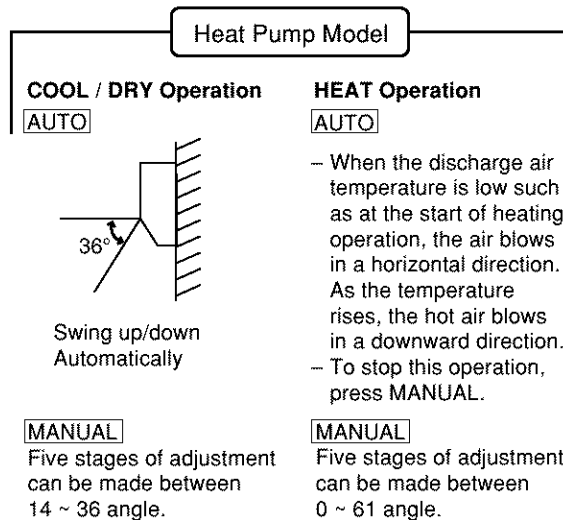 Heat Pump Model
COOL / DRY Operation
AUTO
36°
Swing up/down
Automatically
MANUAL
Five stages of adjustment
can be made between
14 ~ 36 angle.
HEAT Operation
AUTO
– When the discharge air
temperature is low such
as at the start of heating
operation, the air blows
in a horizontal direction.
As the temperature
rises, the hot air blows
in a downward direction.
– To stop this operation,
press MANUAL.
MANUAL
Five stages of adjustment
can be made between
0 ~ 61 angle.